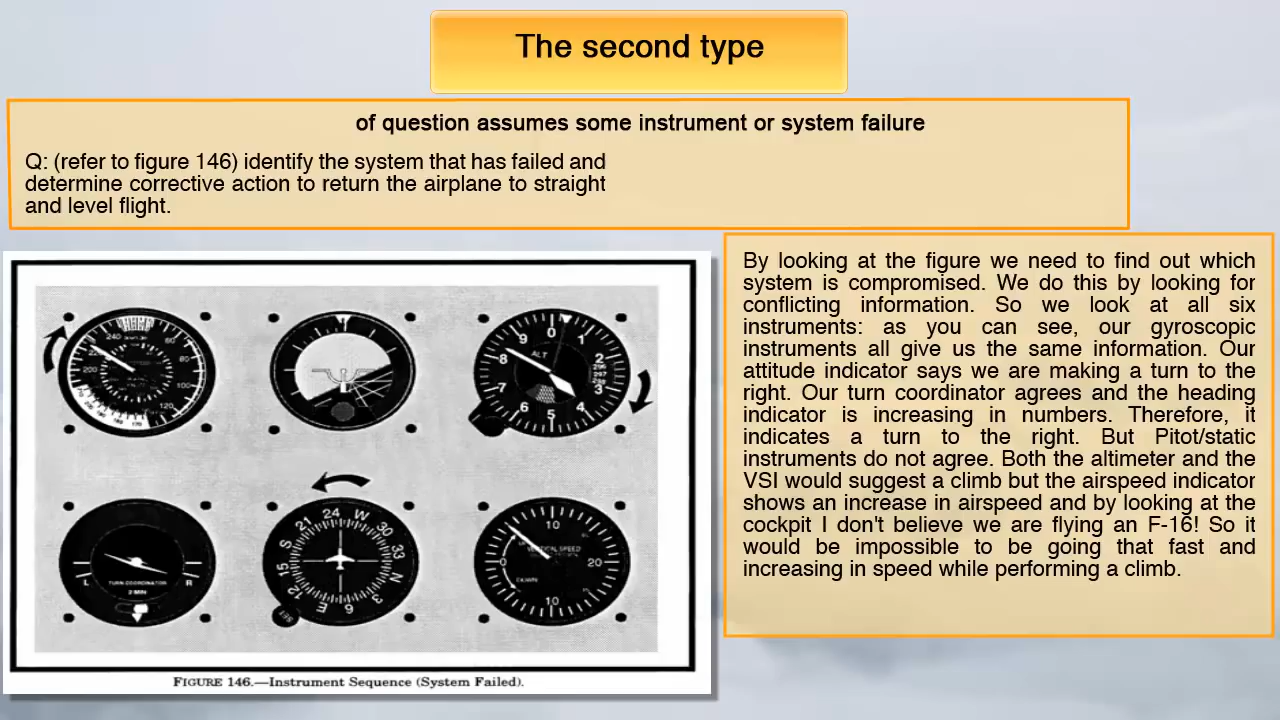 The second type
of question assumes some instrument or system failure
Q: (refer to figure 146) identify the system that has failed and
determine corrective action to return the airplane to straight
and level flight.
By looking at the figure we need to find out which
system is compromised. We do this by looking for
conflicting information. So we look at all six
instruments: as you can see, our gyroscopic
instruments all give us the same information. Our
attitude indicator says we are making a turn to the
right. Our turn coordinator agrees and the heading
indicator is increasing in numbers. Therefore, it
indicates a turn to the right. But Pitot/static
instruments do not agree. Both the altimeter and the
VSI would suggest a climb but the airspeed indicator
shows an increase in airspeed and by looking at the
cockpit I don't believe we are flying an F-16! So it
would be impossible to be going that fast and
increasing in speed while performing a climb.
240 60
80
200 100
120
0
9 1
ALT
8 2
7 3
6 4
5
L R
TURN COORDINATOR
2 MIN
24 W
21 30
S 33
15 N
12 3
E 6
SET
10
VERTICAL SPEED
0 20
10
FIGURE 146.—Instrument Sequence (System Failed).